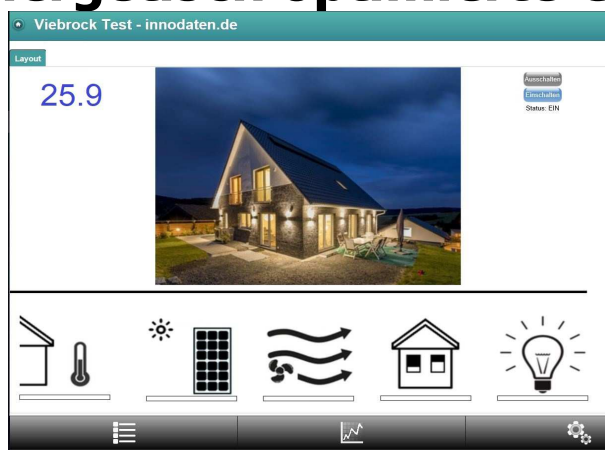 Viebrock Test - innodaten.de
Layout
25.9
Ausschalten
Einschalten
Status: EIN